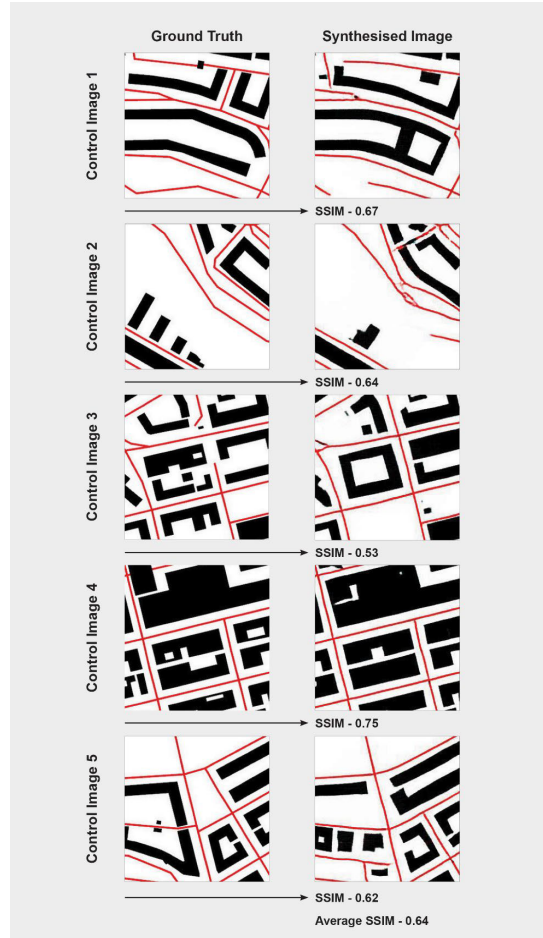 Ground Truth Synthesised Image
Control Image 1
SSIM - 0.67
Control Image 2
SSIM - 0.64
Control Image 3
SSIM - 0.53
Control Image 4
SSIM - 0.75
Control Image 5
SSIM - 0.62
Average SSIM - 0.64